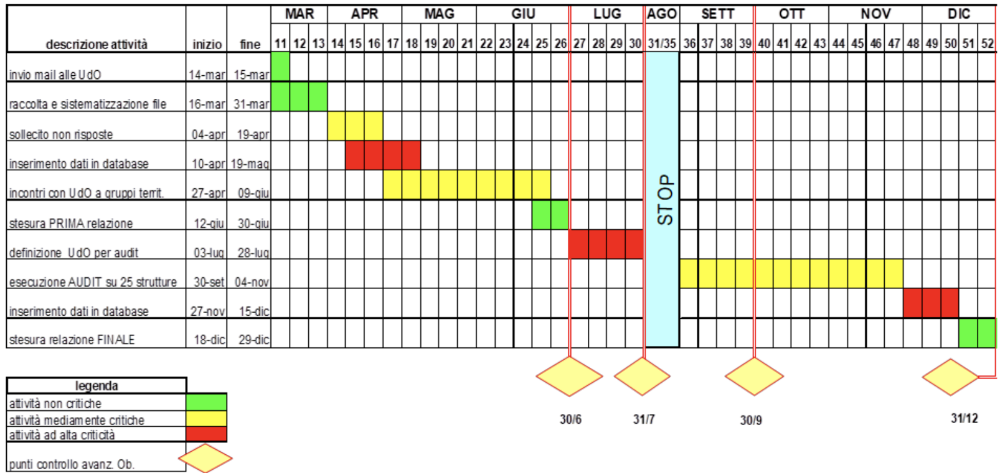 MAR APR MAG GIU LUG AGO SETT OTT NOV DIC
descrizione attività inizio fine 11 12 13 14 15 16 17 18 19 20 21 22 23 24 25 26 27 28 29 30 31/35 36 37 38 39 40 41 42 43 44 45 46 47 48 49 50 51 52
invio mail alle UdO 14-mar 15-mar
raccolta e sistematizzazione file 16-mar 31-mar
sollecito non risposte 04-apr 19-apr
inserimento dati in database 10-apr 19-mag
incontri con UdO a gruppi territ. 27-apr 09-giu
STOP
stesura PRIMA relazione 12-giu 30-giu
definizione UdO per audit 03-lug 28-lug
esecuzione AUDIT su 25 strutture 30-set 04-nov
inserimento dati in database 27-nov 15-dic
stesura relazione FINALE 18-dic 29-dic
30/6 31/7 30/9 31/12
legenda
attività non critiche
attività mediamente critiche
attività ad alta criticità
punti controllo avanz. Ob.